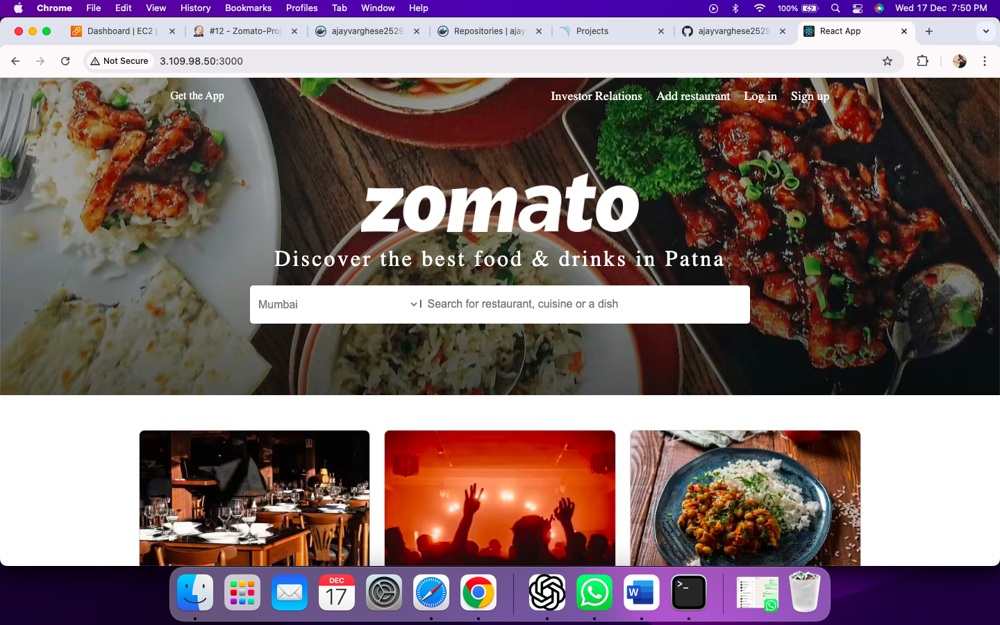 Chrome File Edit View History Bookmarks Profiles Tab Window Help 100% Wed 17 Dec 7:50 PM
Dashboard | EC2 | #12 - Zomato-Proj ajayvarghese2529 Repositories | ajay Projects ajayvarghese2529 React App
Not Secure 3.109.98.50:3000
Get the App Investor Relations Add restaurant Log in Sign up
zomato
Discover the best food & drinks in Patna
Mumbai | Search for restaurant, cuisine or a dish
DEC
17
W
>_